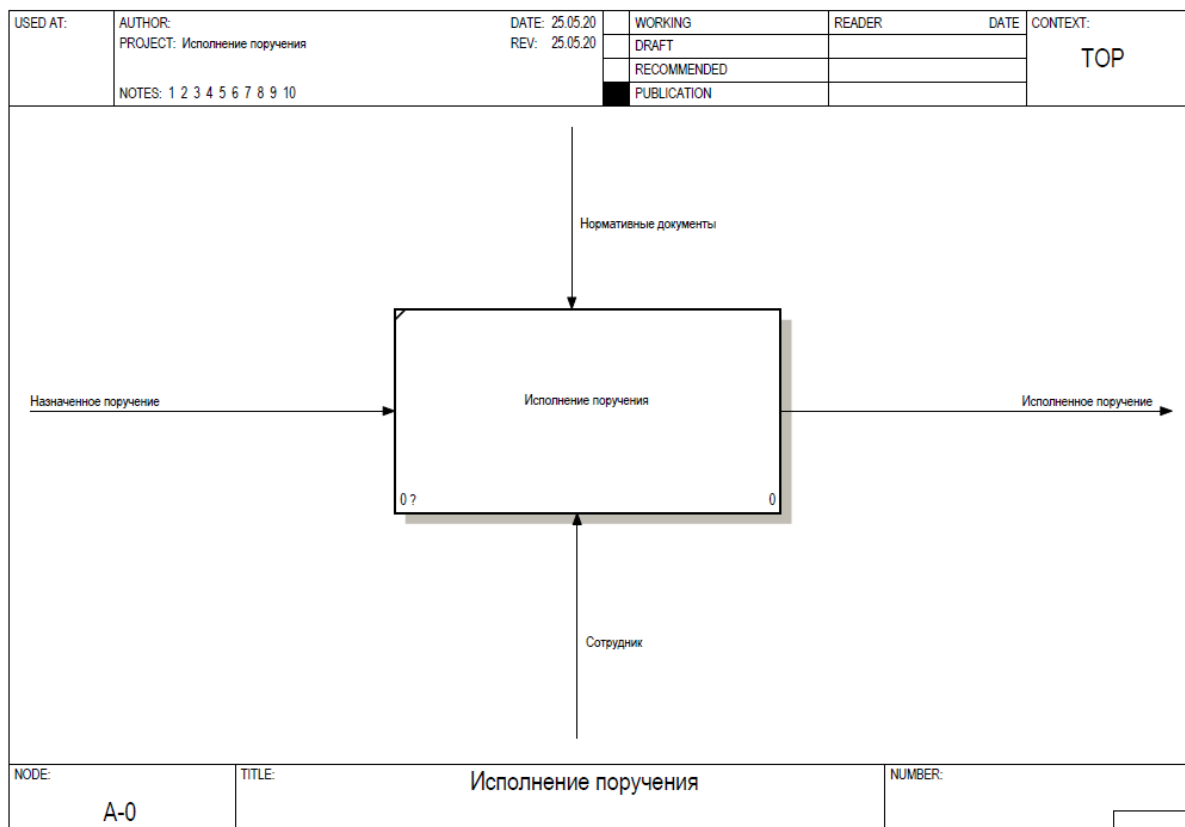 USED AT:
AUTHOR:
DATE: 25.05.20
PROJECT: Исполнение поручения
REV: 25.05.20
NOTES: 1 2 3 4 5 6 7 8 9 10
WORKING
DRAFT
RECOMMENDED
PUBLICATION
READER DATE
CONTEXT:
TOP
Нормативные документы
Назначенное поручение
Исполнение поручения
Исполненное поручение
0 ?
0
Сотрудник
NODE:
A-0
TITLE:
Исполнение поручения
NUMBER: